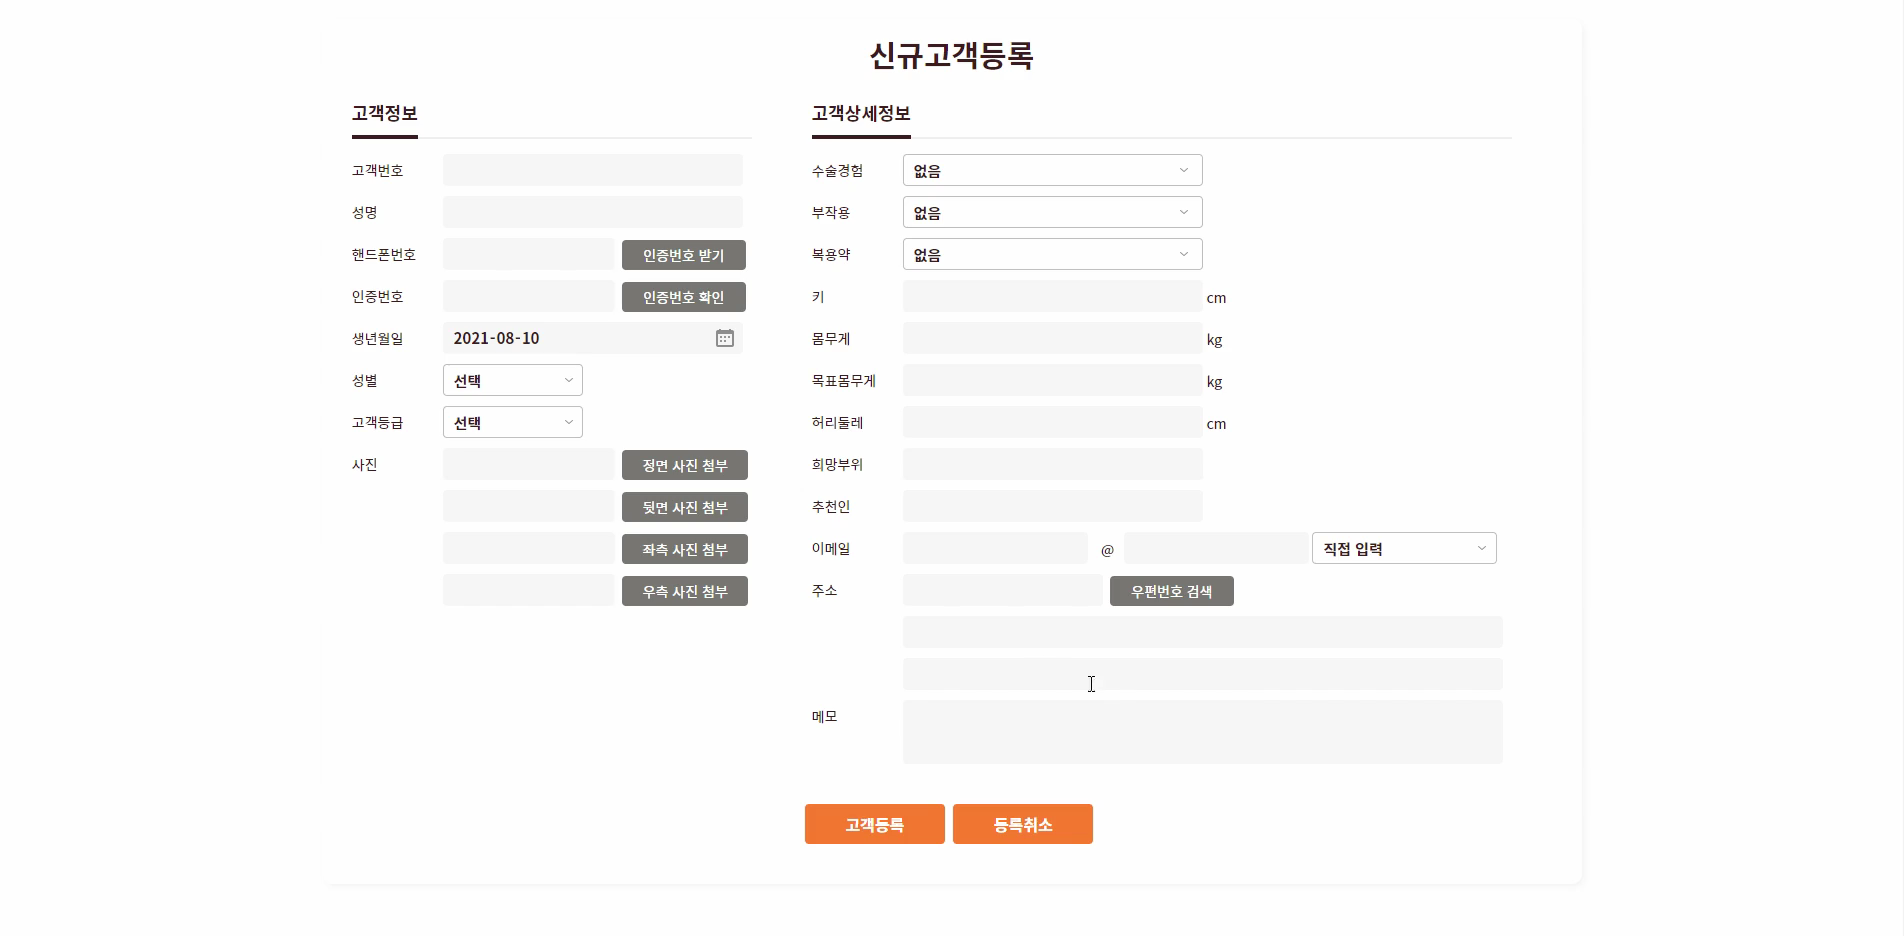 신규고객등록
고객정보
고객번호
성명
핸드폰번호 인증번호 받기
인증번호 인증번호 확인
생년월일 2021-08-10
성별 선택
고객등급 선택
사진 정면 사진 첨부
뒷면 사진 첨부
좌측 사진 첨부
우측 사진 첨부
고객상세정보
수술경험 없음
부작용 없음
복용약 없음
키 cm
몸무게 kg
목표몸무게 kg
허리둘레 cm
희망부위
추천인
이메일 @ 직접 입력
주소 우편번호 검색
메모
고객등록 등록취소